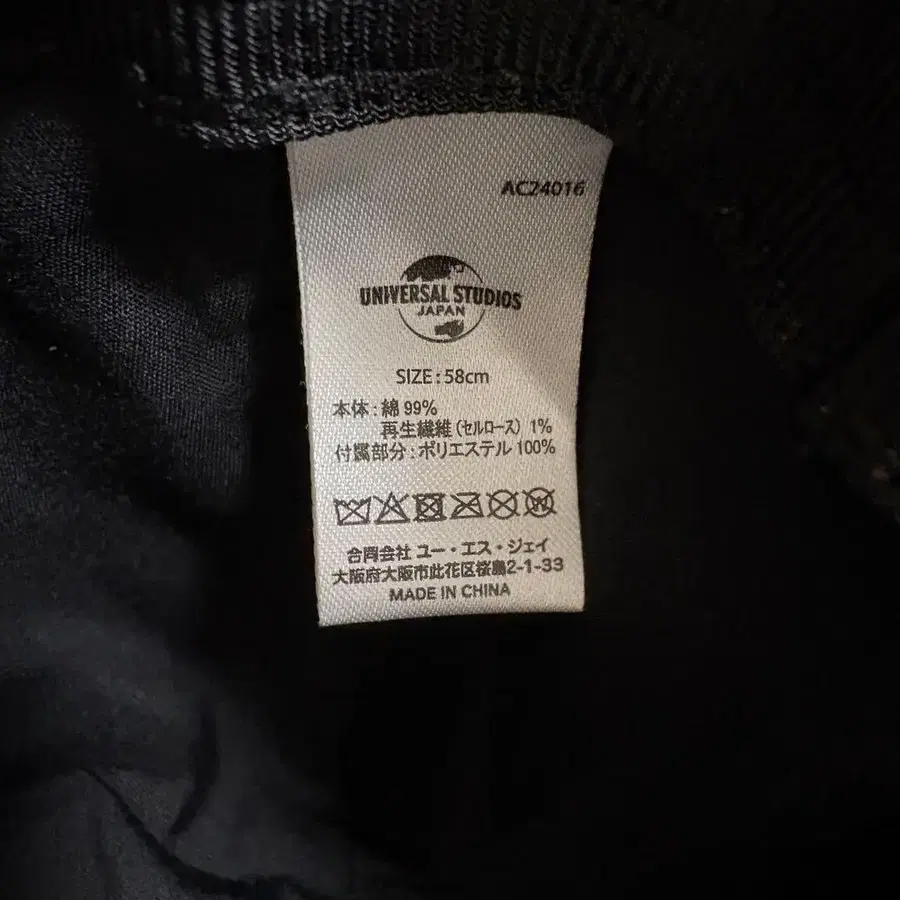 AC24016
UNIVERSAL STUDIOS
JAPAN
SIZE:58cm
本体:綿 99%
再生繊維(セルロース) 1%
付属部分:ポリエステル 100%
W
合同会社 ユー・エス・ジェイ
大阪府大阪市此花区桜島2-1-33
MADE IN CHINA